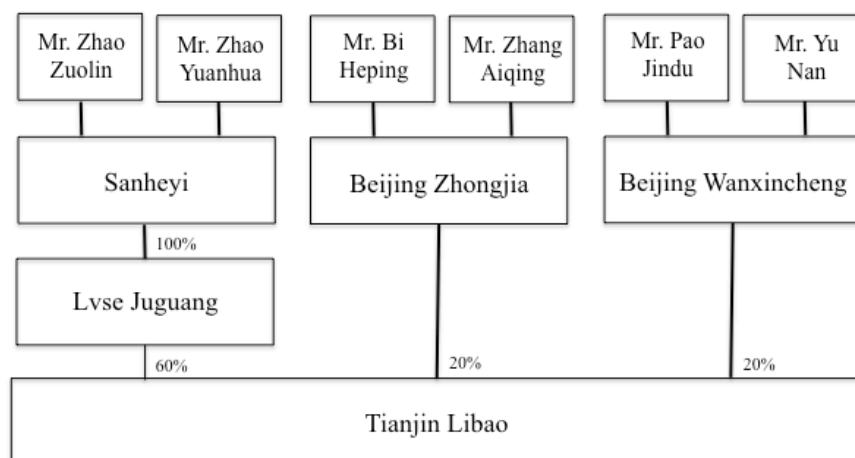 Mr. Zhao
Zuolin
Mr. Zhao
Yuanhua
Mr. Bi
Heping
Mr. Zhang
Aiqing
Mr. Pao
Jindu
Mr. Yu
Nan
Sanheyi
Beijing Zhongjia
Beijing Wanxincheng
100%
Lvse Juguang
60%
20%
20%
Tianjin Libao